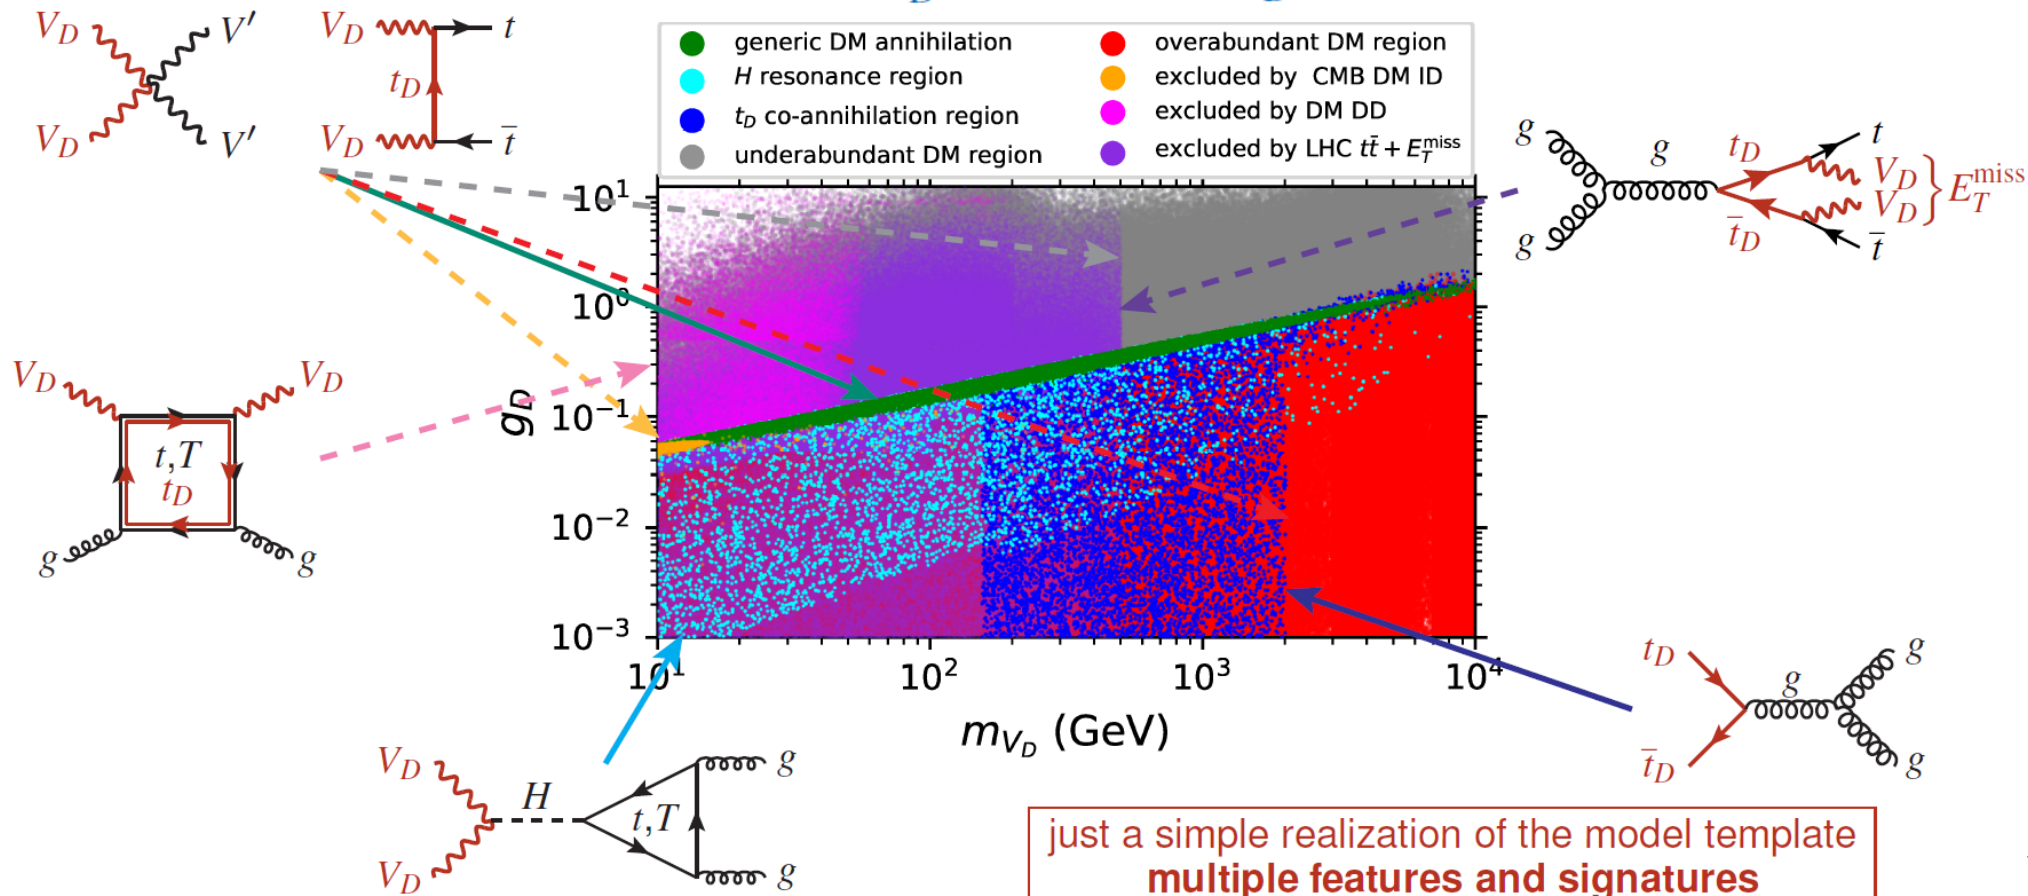 V_D
V'
V_D
V'
V_D
t
t_D
V_D
t̄
generic DM annihilation
H resonance region
t_D co-annihilation region
underabundant DM region
overabundant DM region
excluded by CMB DM ID
excluded by DM DD
excluded by LHC tt̄ + E_T^miss
g
g
g
t_D
t̄_D
t
V_D
V_D
} E_T^miss
t̄
10^1
10^0
10^-1
10^-2
10^-3
g_D
V_D
V_D
t,T
t_D
g
g
10^1
10^2
10^3
10^4
m_{V_D} (GeV)
V_D
V_D
H
t,T
g
g
t_D
t̄_D
g
g
g
just a simple realization of the model template
multiple features and signatures